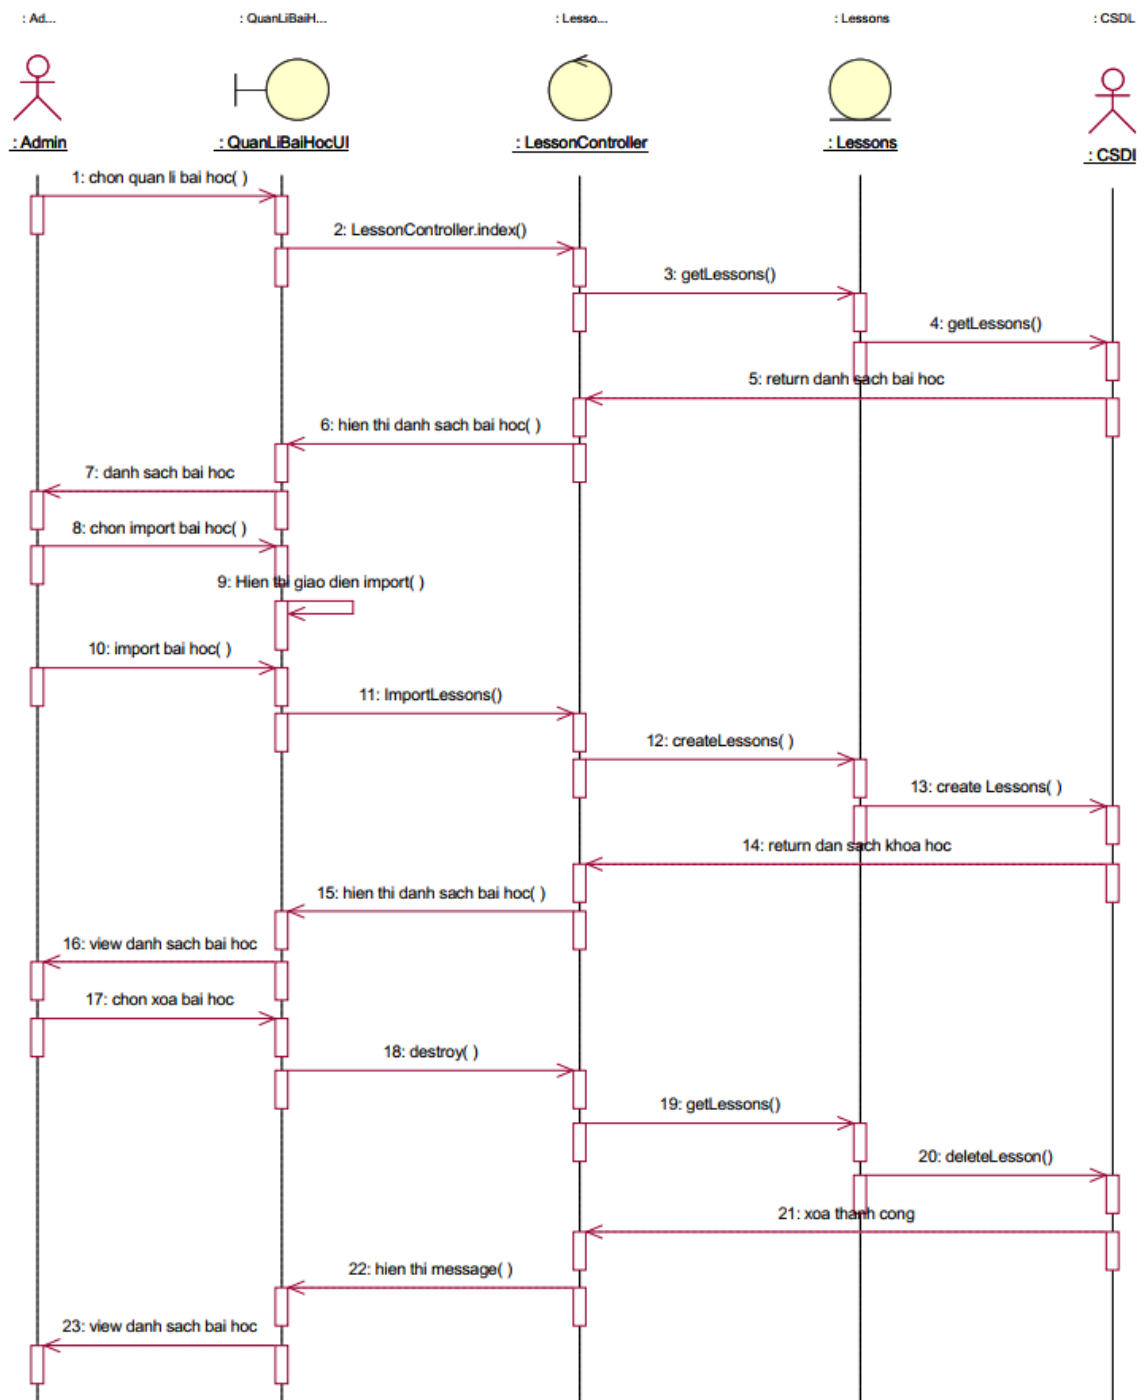 : Ad...
: QuanLiBaiH...
: Lesso...
: Lessons
: CSDL
: Admin
: QuanLiBaiHocUI
: LessonController
: Lessons
: CSDl
1: chon quan li bai hoc( )
2: LessonController.index()
3: getLessons()
4: getLessons()
5: return danh sach bai hoc
6: hien thi danh sach bai hoc( )
7: danh sach bai hoc
8: chon import bai hoc( )
9: Hien thi giao dien import( )
10: import bai hoc( )
11: ImportLessons()
12: createLessons( )
13: create Lessons( )
14: return dan sach khoa hoc
15: hien thi danh sach bai hoc( )
16: view danh sach bai hoc
17: chon xoa bai hoc
18: destroy( )
19: getLessons()
20: deleteLesson()
21: xoa thanh cong
22: hien thi message( )
23: view danh sach bai hoc